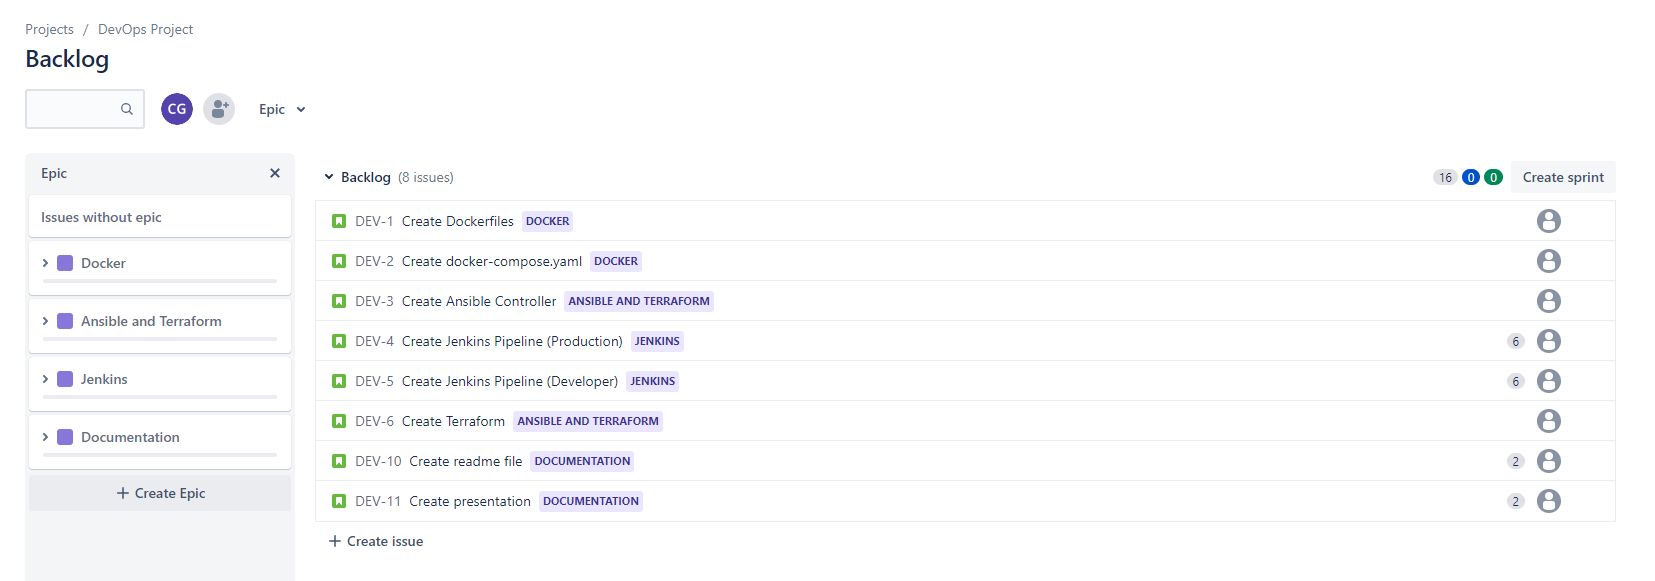 Projects / DevOps Project
Backlog
CG Epic
Epic
Issues without epic
Docker
Ansible and Terraform
Jenkins
Documentation
+ Create Epic
Backlog (8 issues) 16 0 0 Create sprint
DEV-1 Create Dockerfiles DOCKER
DEV-2 Create docker-compose.yaml DOCKER
DEV-3 Create Ansible Controller ANSIBLE AND TERRAFORM
DEV-4 Create Jenkins Pipeline (Production) JENKINS 6
DEV-5 Create Jenkins Pipeline (Developer) JENKINS 6
DEV-6 Create Terraform ANSIBLE AND TERRAFORM
DEV-10 Create readme file DOCUMENTATION 2
DEV-11 Create presentation DOCUMENTATION 2
+ Create issue